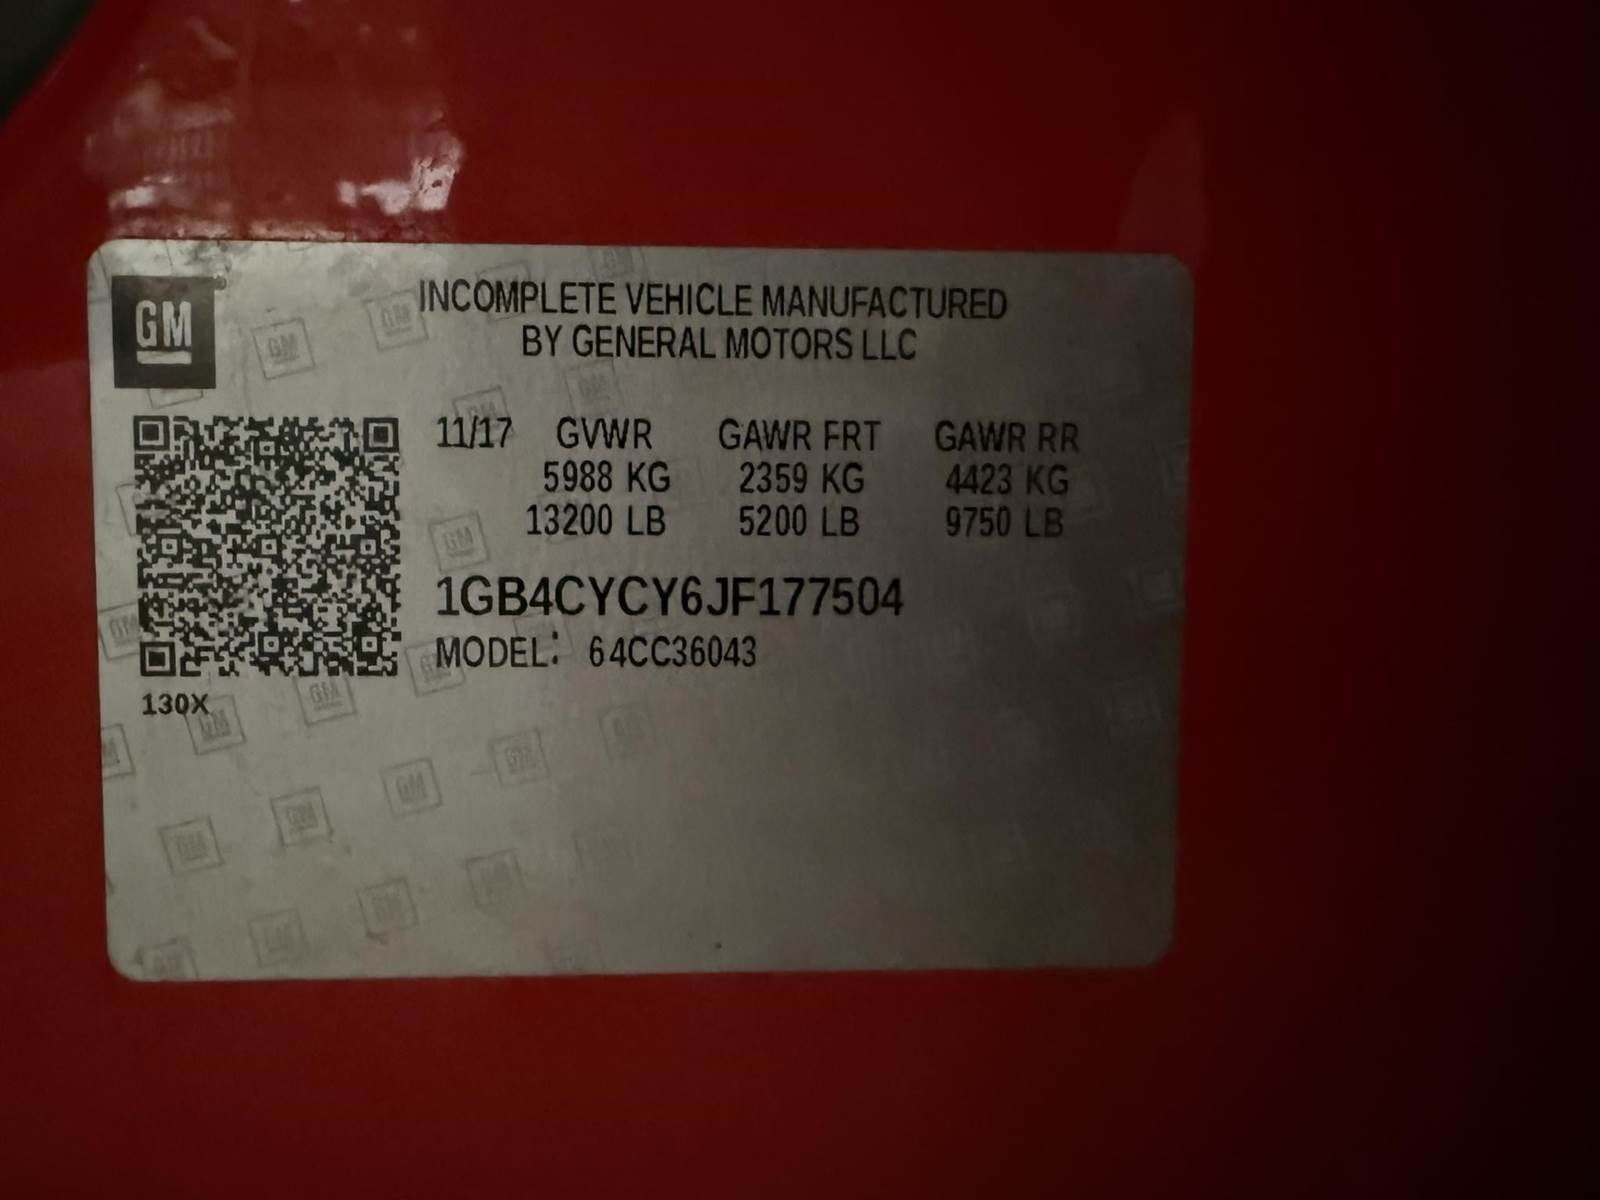 GM
INCOMPLETE VEHICLE MANUFACTURED
BY GENERAL MOTORS LLC
11/17 GVWR GAWR FRT GAWR RR
5988 KG 2359 KG 4423 KG
13200 LB 5200 LB 9750 LB
1GB4CYCY6JF177504
MODEL: 64CC36043
130X